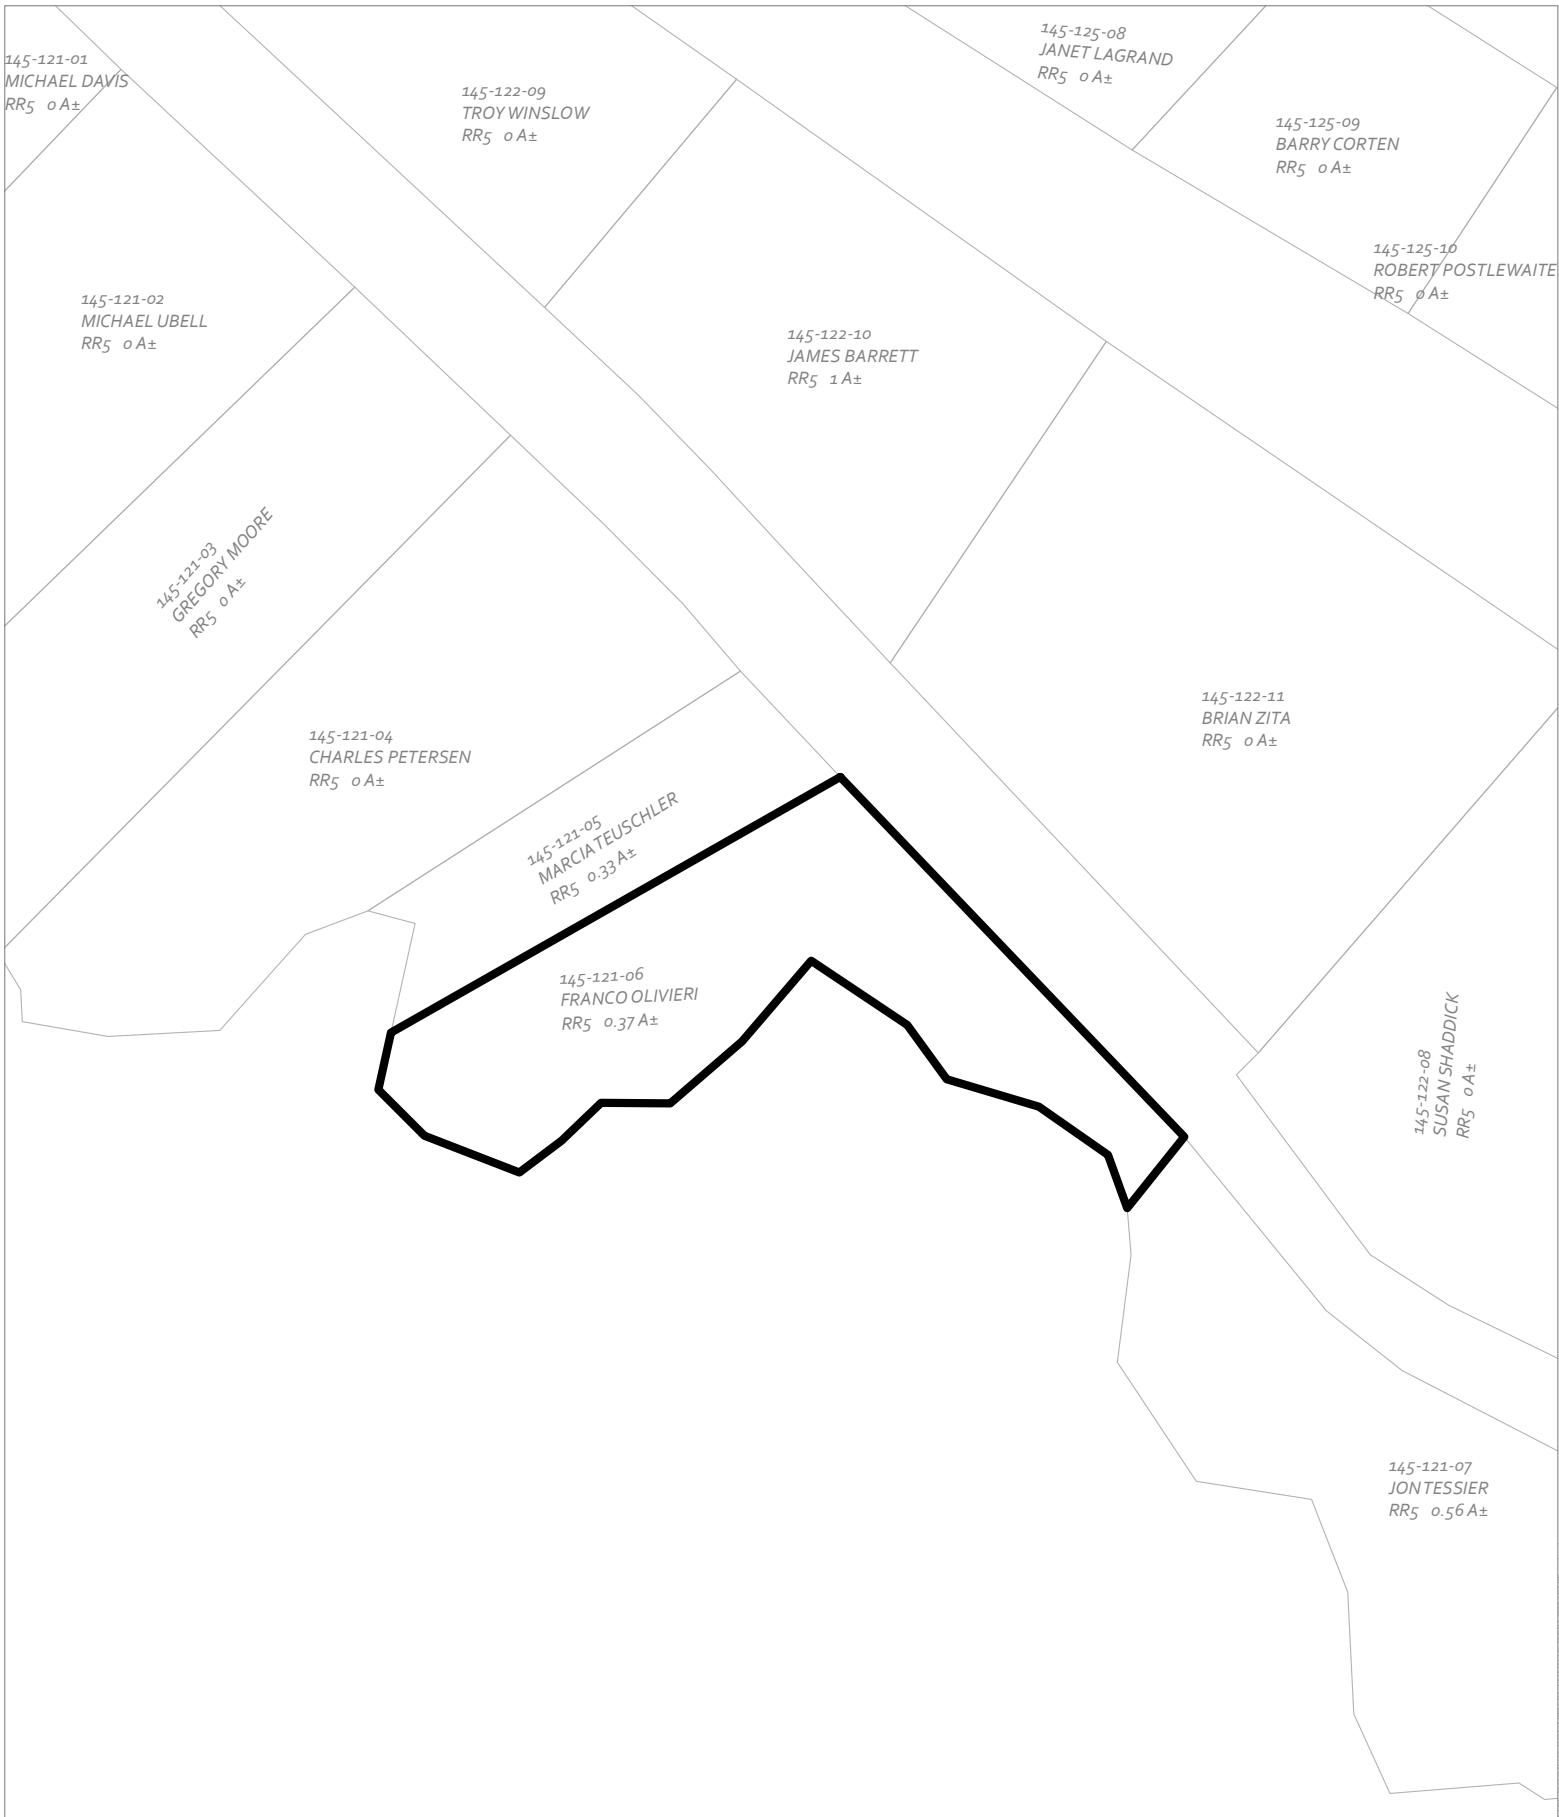 145-121-01
MICHAEL DAVIS
RR5 0 A±
145-122-09
TROY WINSLOW
RR5 0 A±
145-125-08
JANET LAGRAND
RR5 0 A±
145-125-09
BARRY CORTEN
RR5 0 A±
145-125-10
ROBERT POSTLEWAITE
RR5 0 A±
145-121-02
MICHAEL UBELL
RR5 0 A±
145-122-10
JAMES BARRETT
RR5 1 A±
145-121-03
GREGORY MOORE
RR5 0 A±
145-121-04
CHARLES PETERSEN
RR5 0 A±
145-122-11
BRIAN ZITA
RR5 0 A±
145-121-05
MARCIA TEUSCHLER
RR5 0.33 A±
145-121-06
FRANCO OLIVIERI
RR5 0.37 A±
145-122-08
SUSAN SHADDICK
RR5 0 A±
145-121-07
JON TESSIER
RR5 0.56 A±